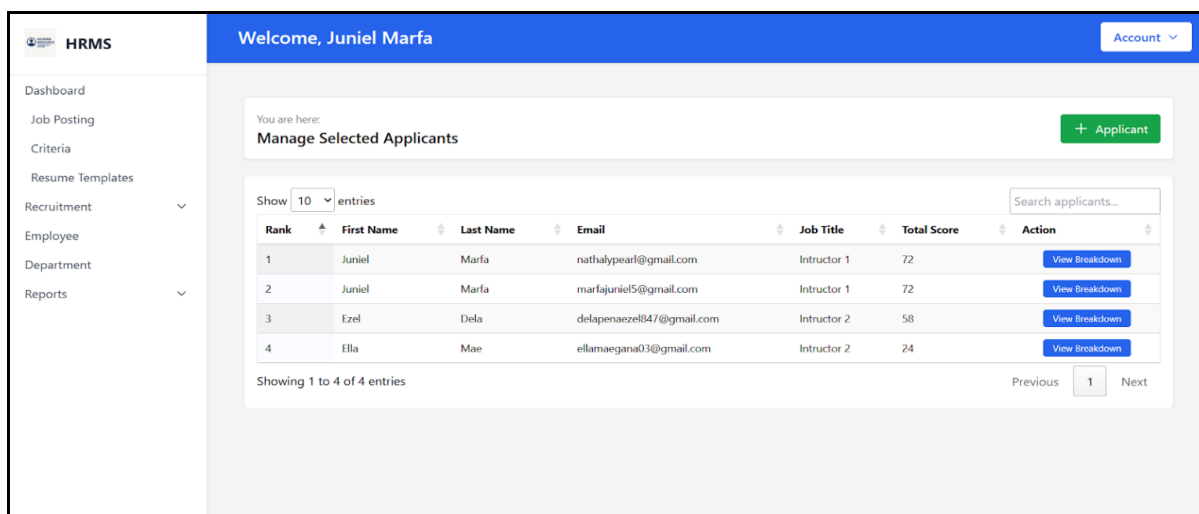 HRMS
Welcome, Juniel Marfa
Account
Dashboard
Job Posting
Criteria
Resume Templates
Recruitment
Employee
Department
Reports
You are here:
Manage Selected Applicants
+ Applicant
Show 10 entries
Search applicants...
Rank First Name Last Name Email Job Title Total Score Action
1 Juniel Marfa nathalypearl@gmail.com Intructor 1 72 View Breakdown
2 Juniel Marfa marfajuniel5@gmail.com Intructor 1 72 View Breakdown
3 Ezel Dela delapenaezel847@gmail.com Intructor 2 58 View Breakdown
4 Ella Mae ellamaegana03@gmail.com Intructor 2 24 View Breakdown
Showing 1 to 4 of 4 entries
Previous 1 Next